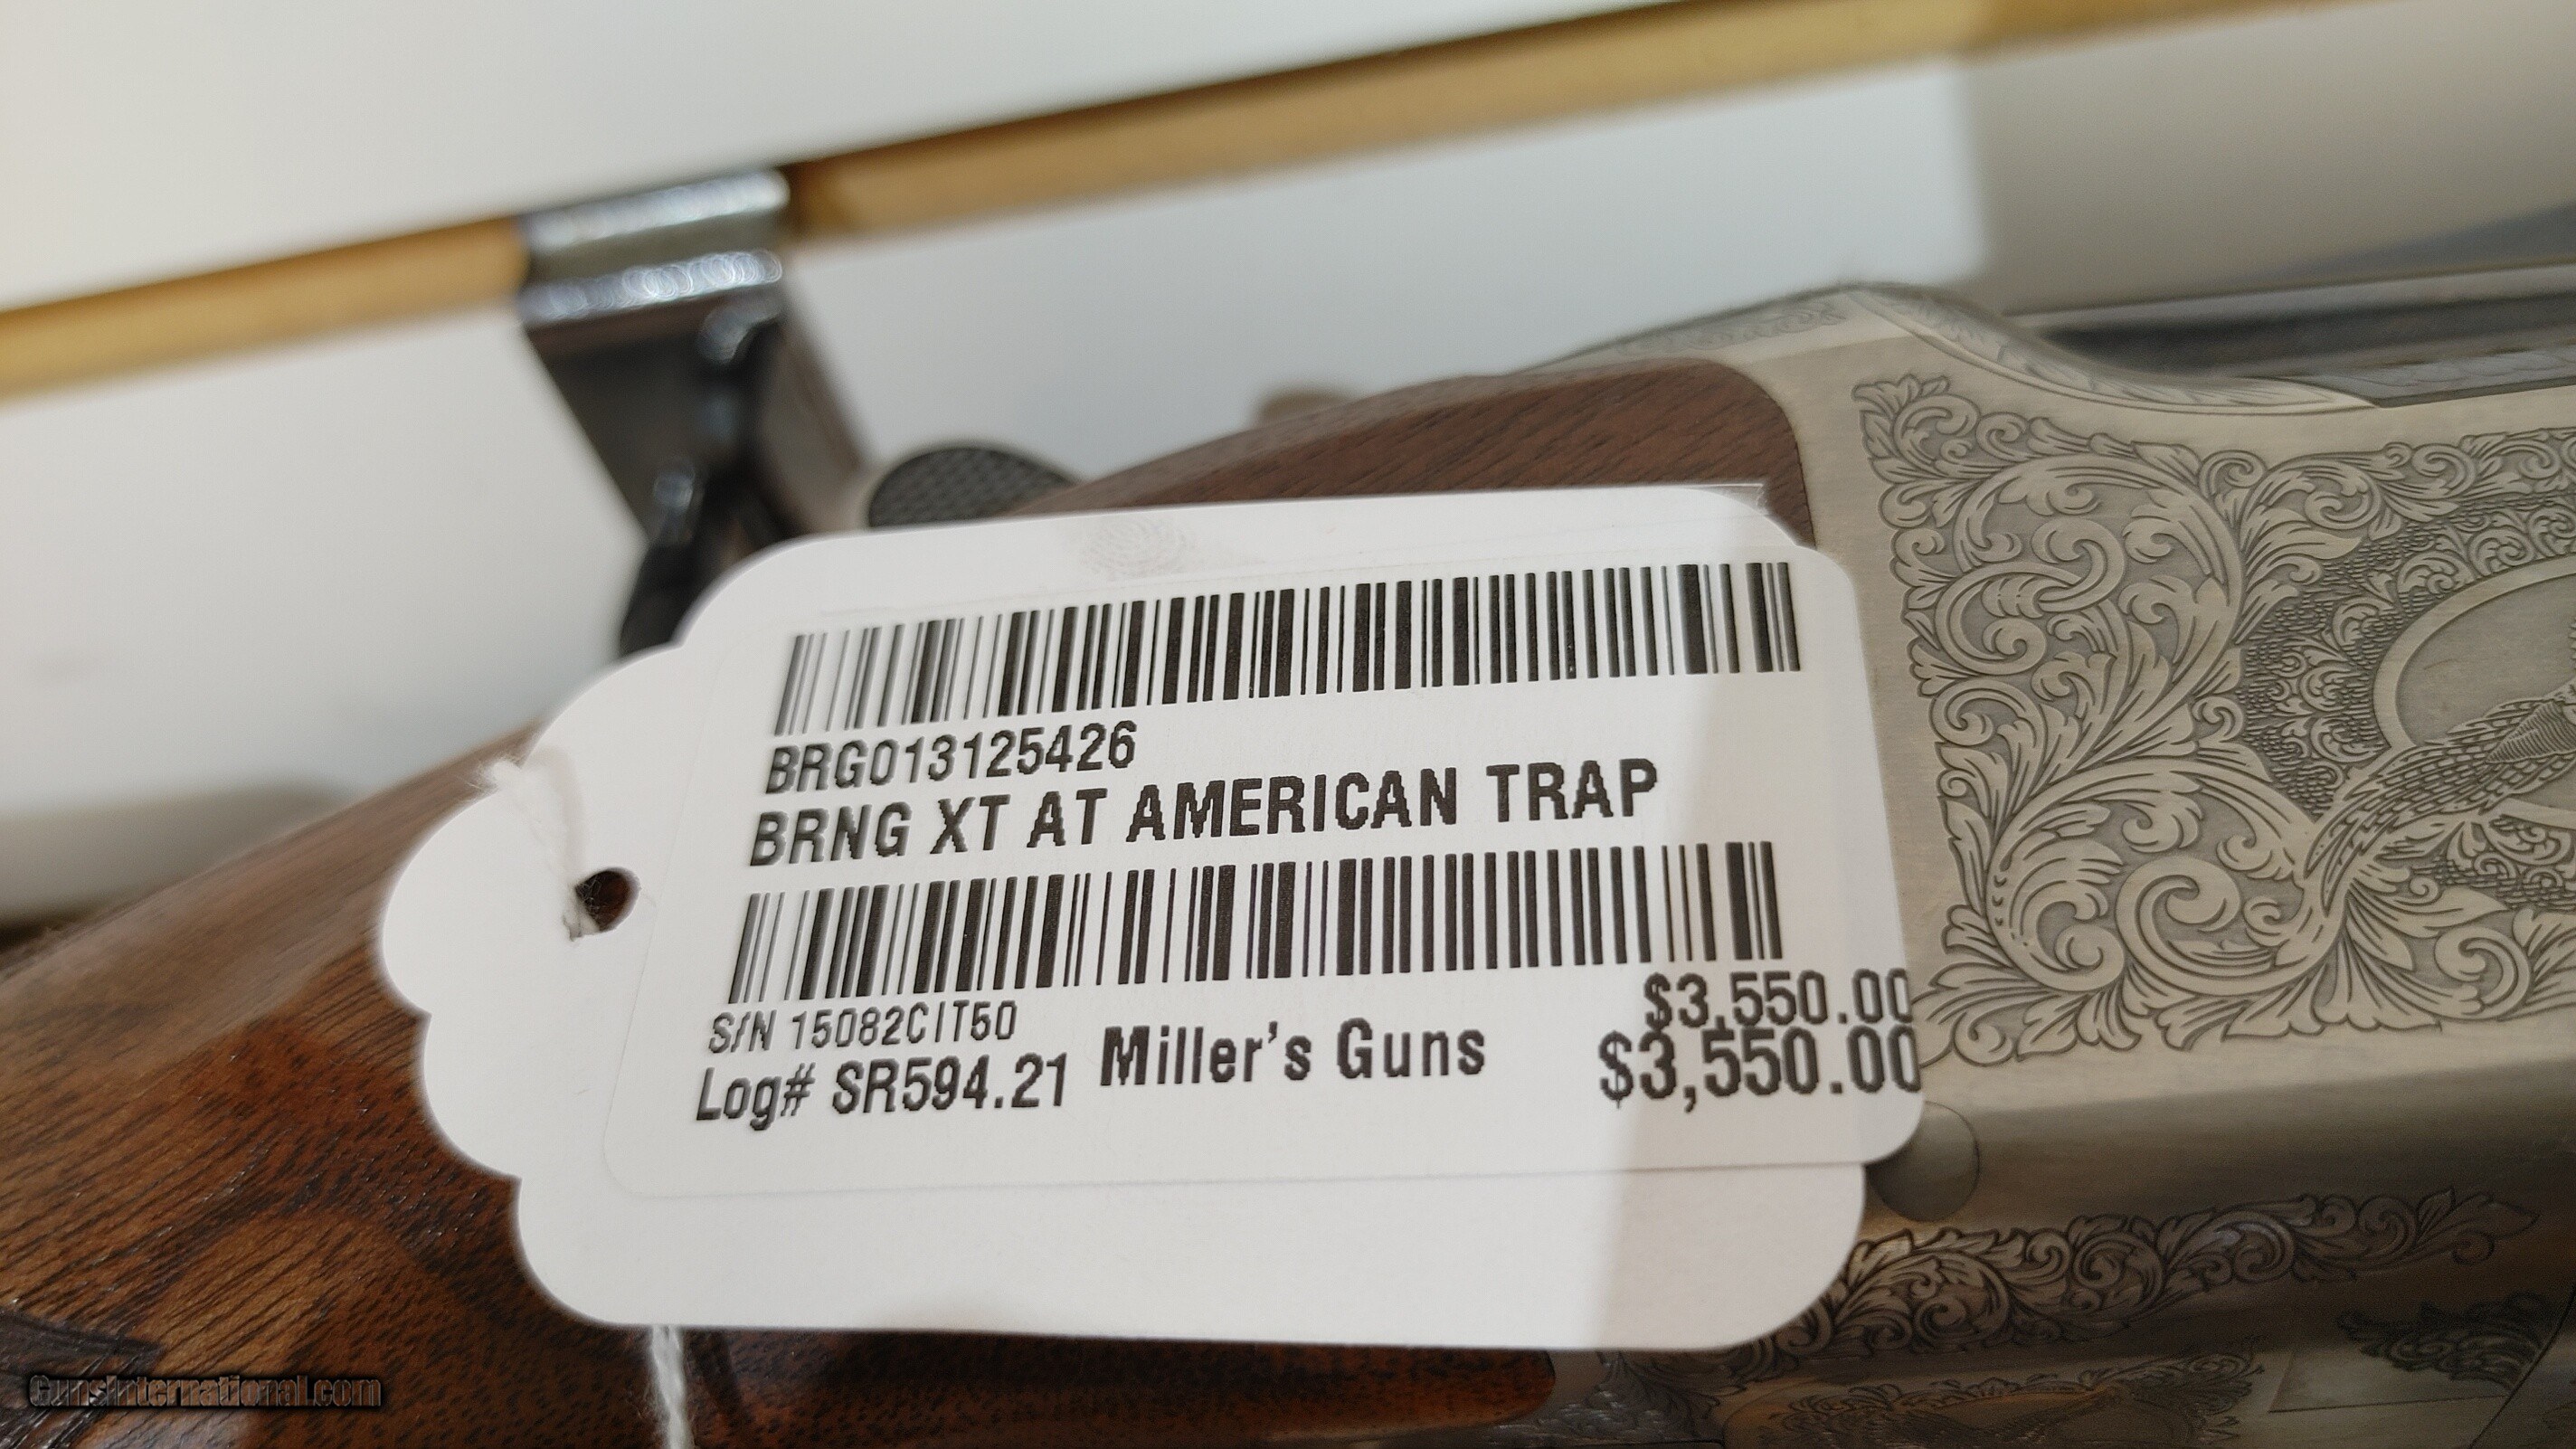 BRG013125426
BRNG XT AT AMERICAN TRAP
$3,550.00
S/N 15082CIT50
Log# SR594.21 Miller's Guns $3,550.00
GunsInternational.com